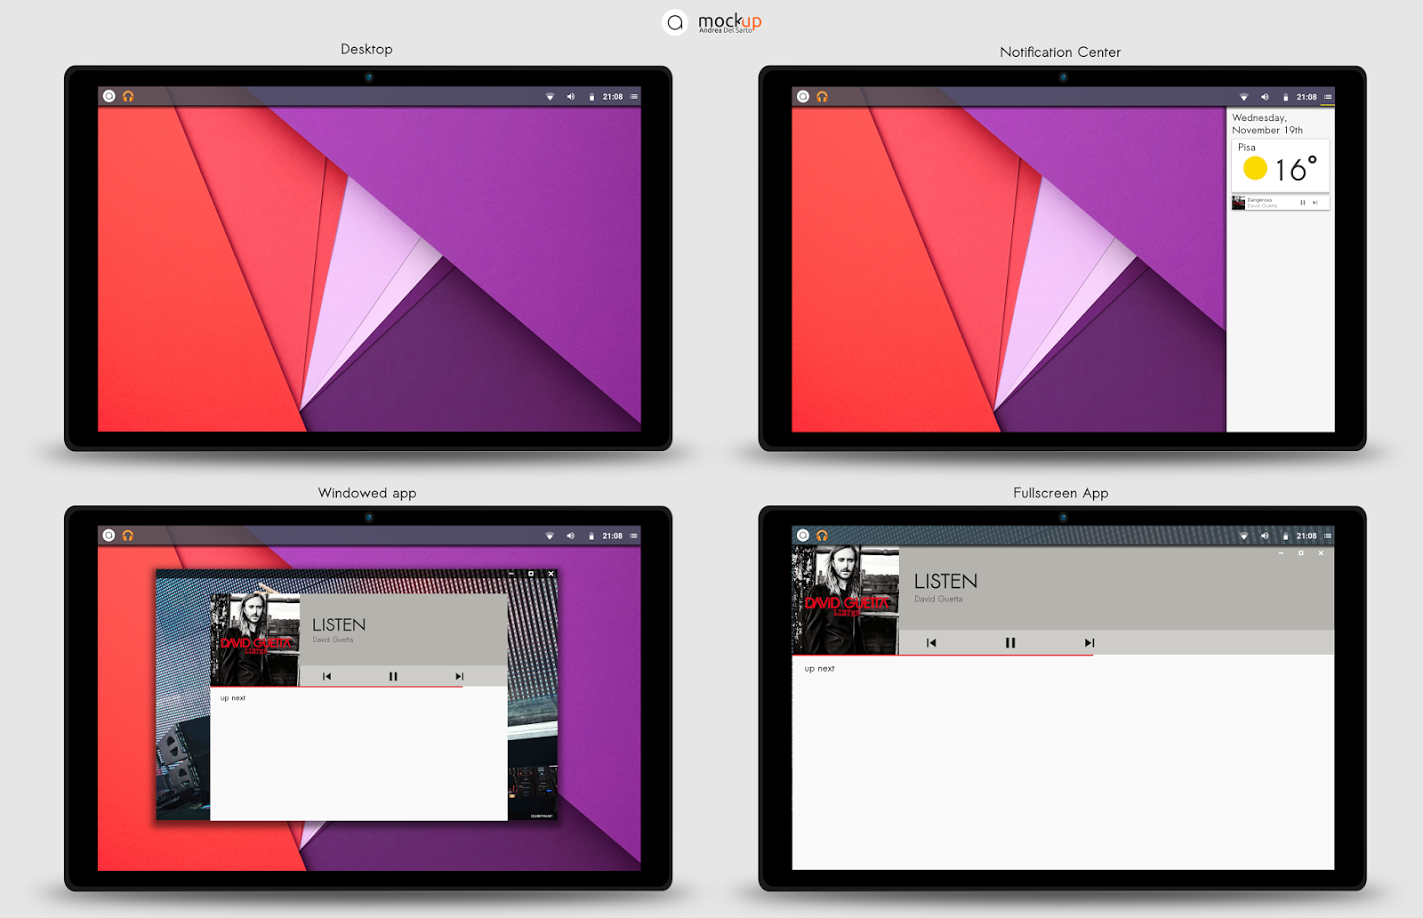 mockup
Andrea Del Sarto
Desktop
21:08
Notification Center
21:08
Wednesday,
November 19th
Pisa
16°
Dangerous
David Guetta
Windowed app
21:08
DAVID GUETTA
LISTEN
LISTEN
David Guetta
up next
Fullscreen App
21:08
DAVID GUETTA
LISTEN
LISTEN
David Guetta
up next